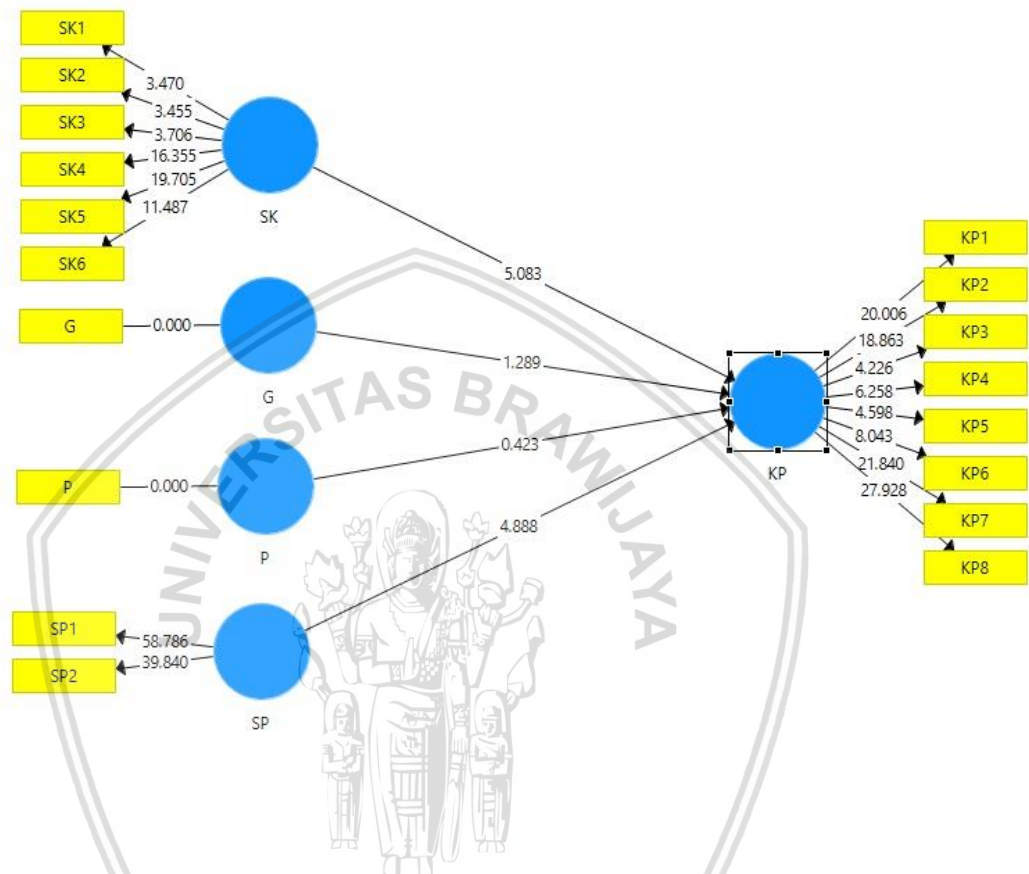 SK1
SK2
SK3
SK4
SK5
SK6
3.470
3.455
3.706
16.355
19.705
11.487
SK
5.083
G
0.000
G
1.289
P
0.000
P
0.423
SP1
SP2
58.786
39.840
SP
4.888
KP
20.006
18.863
4.226
6.258
4.598
8.043
21.840
27.928
KP1
KP2
KP3
KP4
KP5
KP6
KP7
KP8
UNIVERSITAS BRAWIJAYA